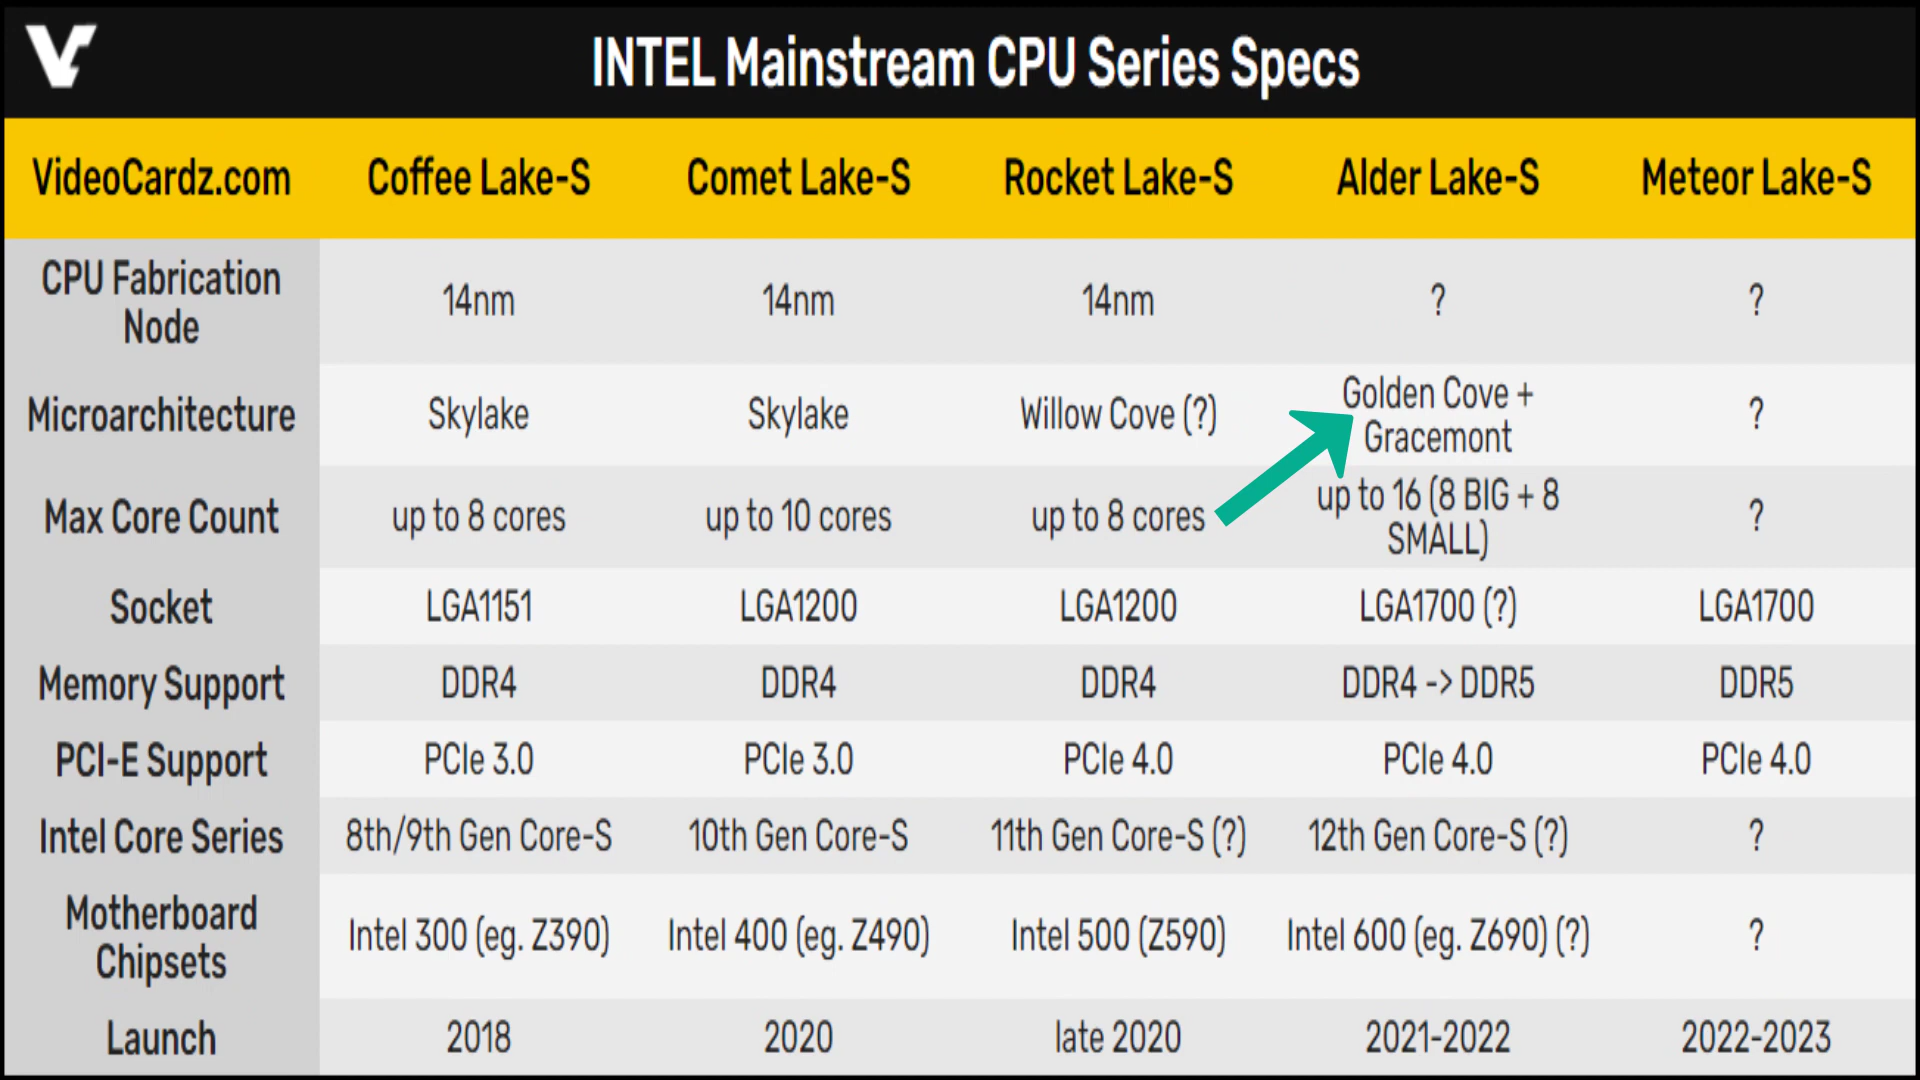 INTEL Mainstream CPU Series Specs
VideoCardz.com Coffee Lake-S Comet Lake-S Rocket Lake-S Alder Lake-S Meteor Lake-S
CPU Fabrication
Node 14nm 14nm 14nm ? ?
Microarchitecture Skylake Skylake Willow Cove (?) Golden Cove +
Gracemont ?
Max Core Count up to 8 cores up to 10 cores up to 8 cores up to 16 (8 BIG + 8
SMALL) ?
Socket LGA1151 LGA1200 LGA1200 LGA1700 (?) LGA1700
Memory Support DDR4 DDR4 DDR4 DDR4 -> DDR5 DDR5
PCI-E Support PCIe 3.0 PCIe 3.0 PCIe 4.0 PCIe 4.0 PCIe 4.0
Intel Core Series 8th/9th Gen Core-S 10th Gen Core-S 11th Gen Core-S (?) 12th Gen Core-S (?) ?
Motherboard
Chipsets Intel 300 (eg. Z390) Intel 400 (eg. Z490) Intel 500 (Z590) Intel 600 (eg. Z690) (?) ?
Launch 2018 2020 late 2020 2021-2022 2022-2023